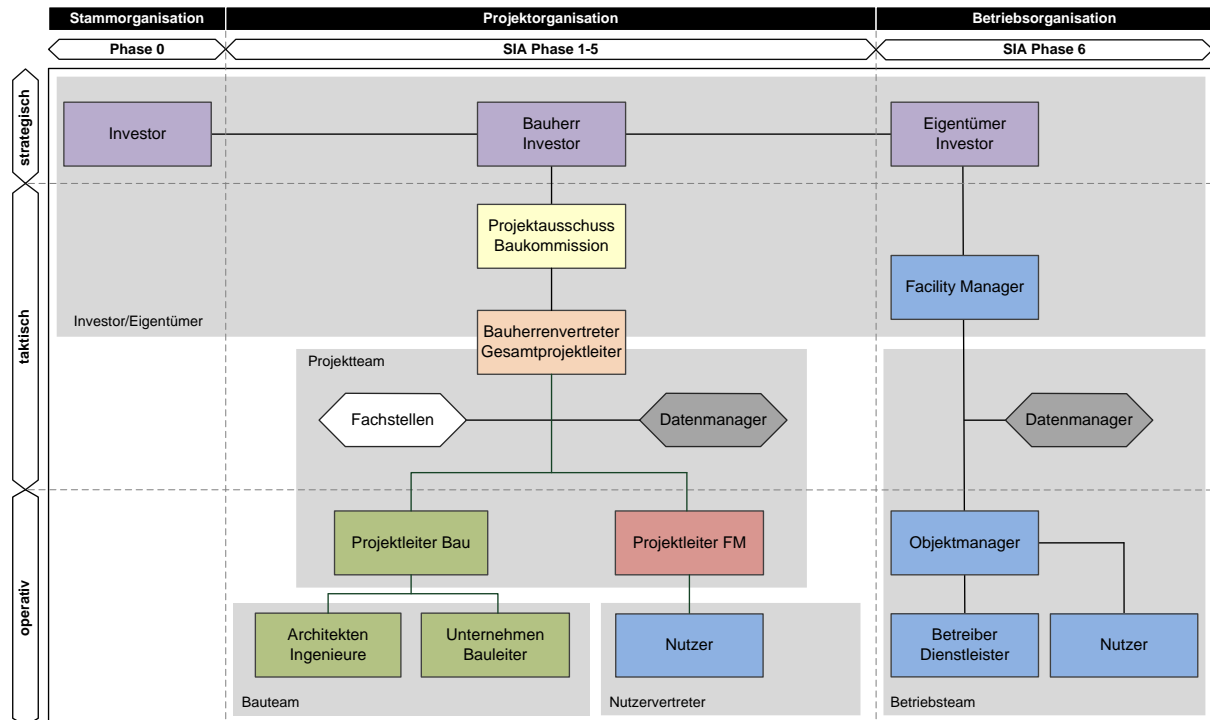 Stammorganisation
Projektorganisation
Betriebsorganisation
Phase 0
SIA Phase 1-5
SIA Phase 6
strategisch
Investor
Bauherr
Investor
Eigentümer
Investor
taktisch
Projektausschuss
Baukommission
Facility Manager
Investor/Eigentümer
Bauherrenvertreter
Gesamtprojektleiter
Projektteam
Fachstellen
Datenmanager
Datenmanager
operativ
Projektleiter Bau
Projektleiter FM
Objektmanager
Architekten
Ingenieure
Unternehmen
Bauleiter
Nutzer
Betreiber
Dienstleister
Nutzer
Bauteam
Nutzervertreter
Betriebsteam